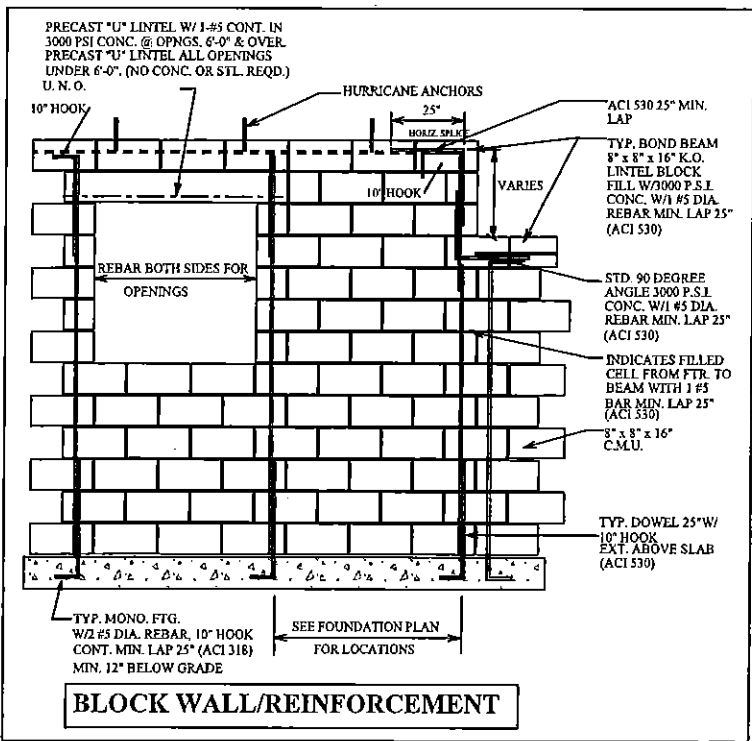 PRECAST "U" LINTEL W/ 1-#5 CONT. IN
3000 PSI CONC. @ OPNGS. 6'-0" & OVER.
PRECAST "U" LINTEL ALL OPENINGS
UNDER 6'-0". (NO CONC. OR STL. REQD.)
U. N. O.
10" HOOK
HURRICANE ANCHORS
25"
HORIZ. SPLICE
10" HOOK
VARIES
ACI 530 25" MIN.
LAP
TYP. BOND BEAM
8" x 8" x 16" K.O.
LINTEL BLOCK
FILL W/3000 P.S.I.
CONC. W/1 #5 DIA.
REBAR MIN. LAP 25"
(ACI 530)
REBAR BOTH SIDES FOR
OPENINGS
STD. 90 DEGREE
ANGLE 3000 P.S.I.
CONC. W/1 #5 DIA.
REBAR MIN. LAP 25"
(ACI 530)
INDICATES FILLED
CELL FROM FTR. TO
BEAM WITH 1 #5
BAR MIN. LAP 25"
(ACI 530)
8" x 8" x 16"
C.M.U.
TYP. DOWEL 25" W/
10" HOOK
EXT. ABOVE SLAB
(ACI 530)
TYP. MONO. FTG.
W/2 #5 DIA. REBAR, 10" HOOK
CONT. MIN. LAP 25" (ACI 318)
MIN. 12" BELOW GRADE
SEE FOUNDATION PLAN
FOR LOCATIONS
BLOCK WALL/REINFORCEMENT